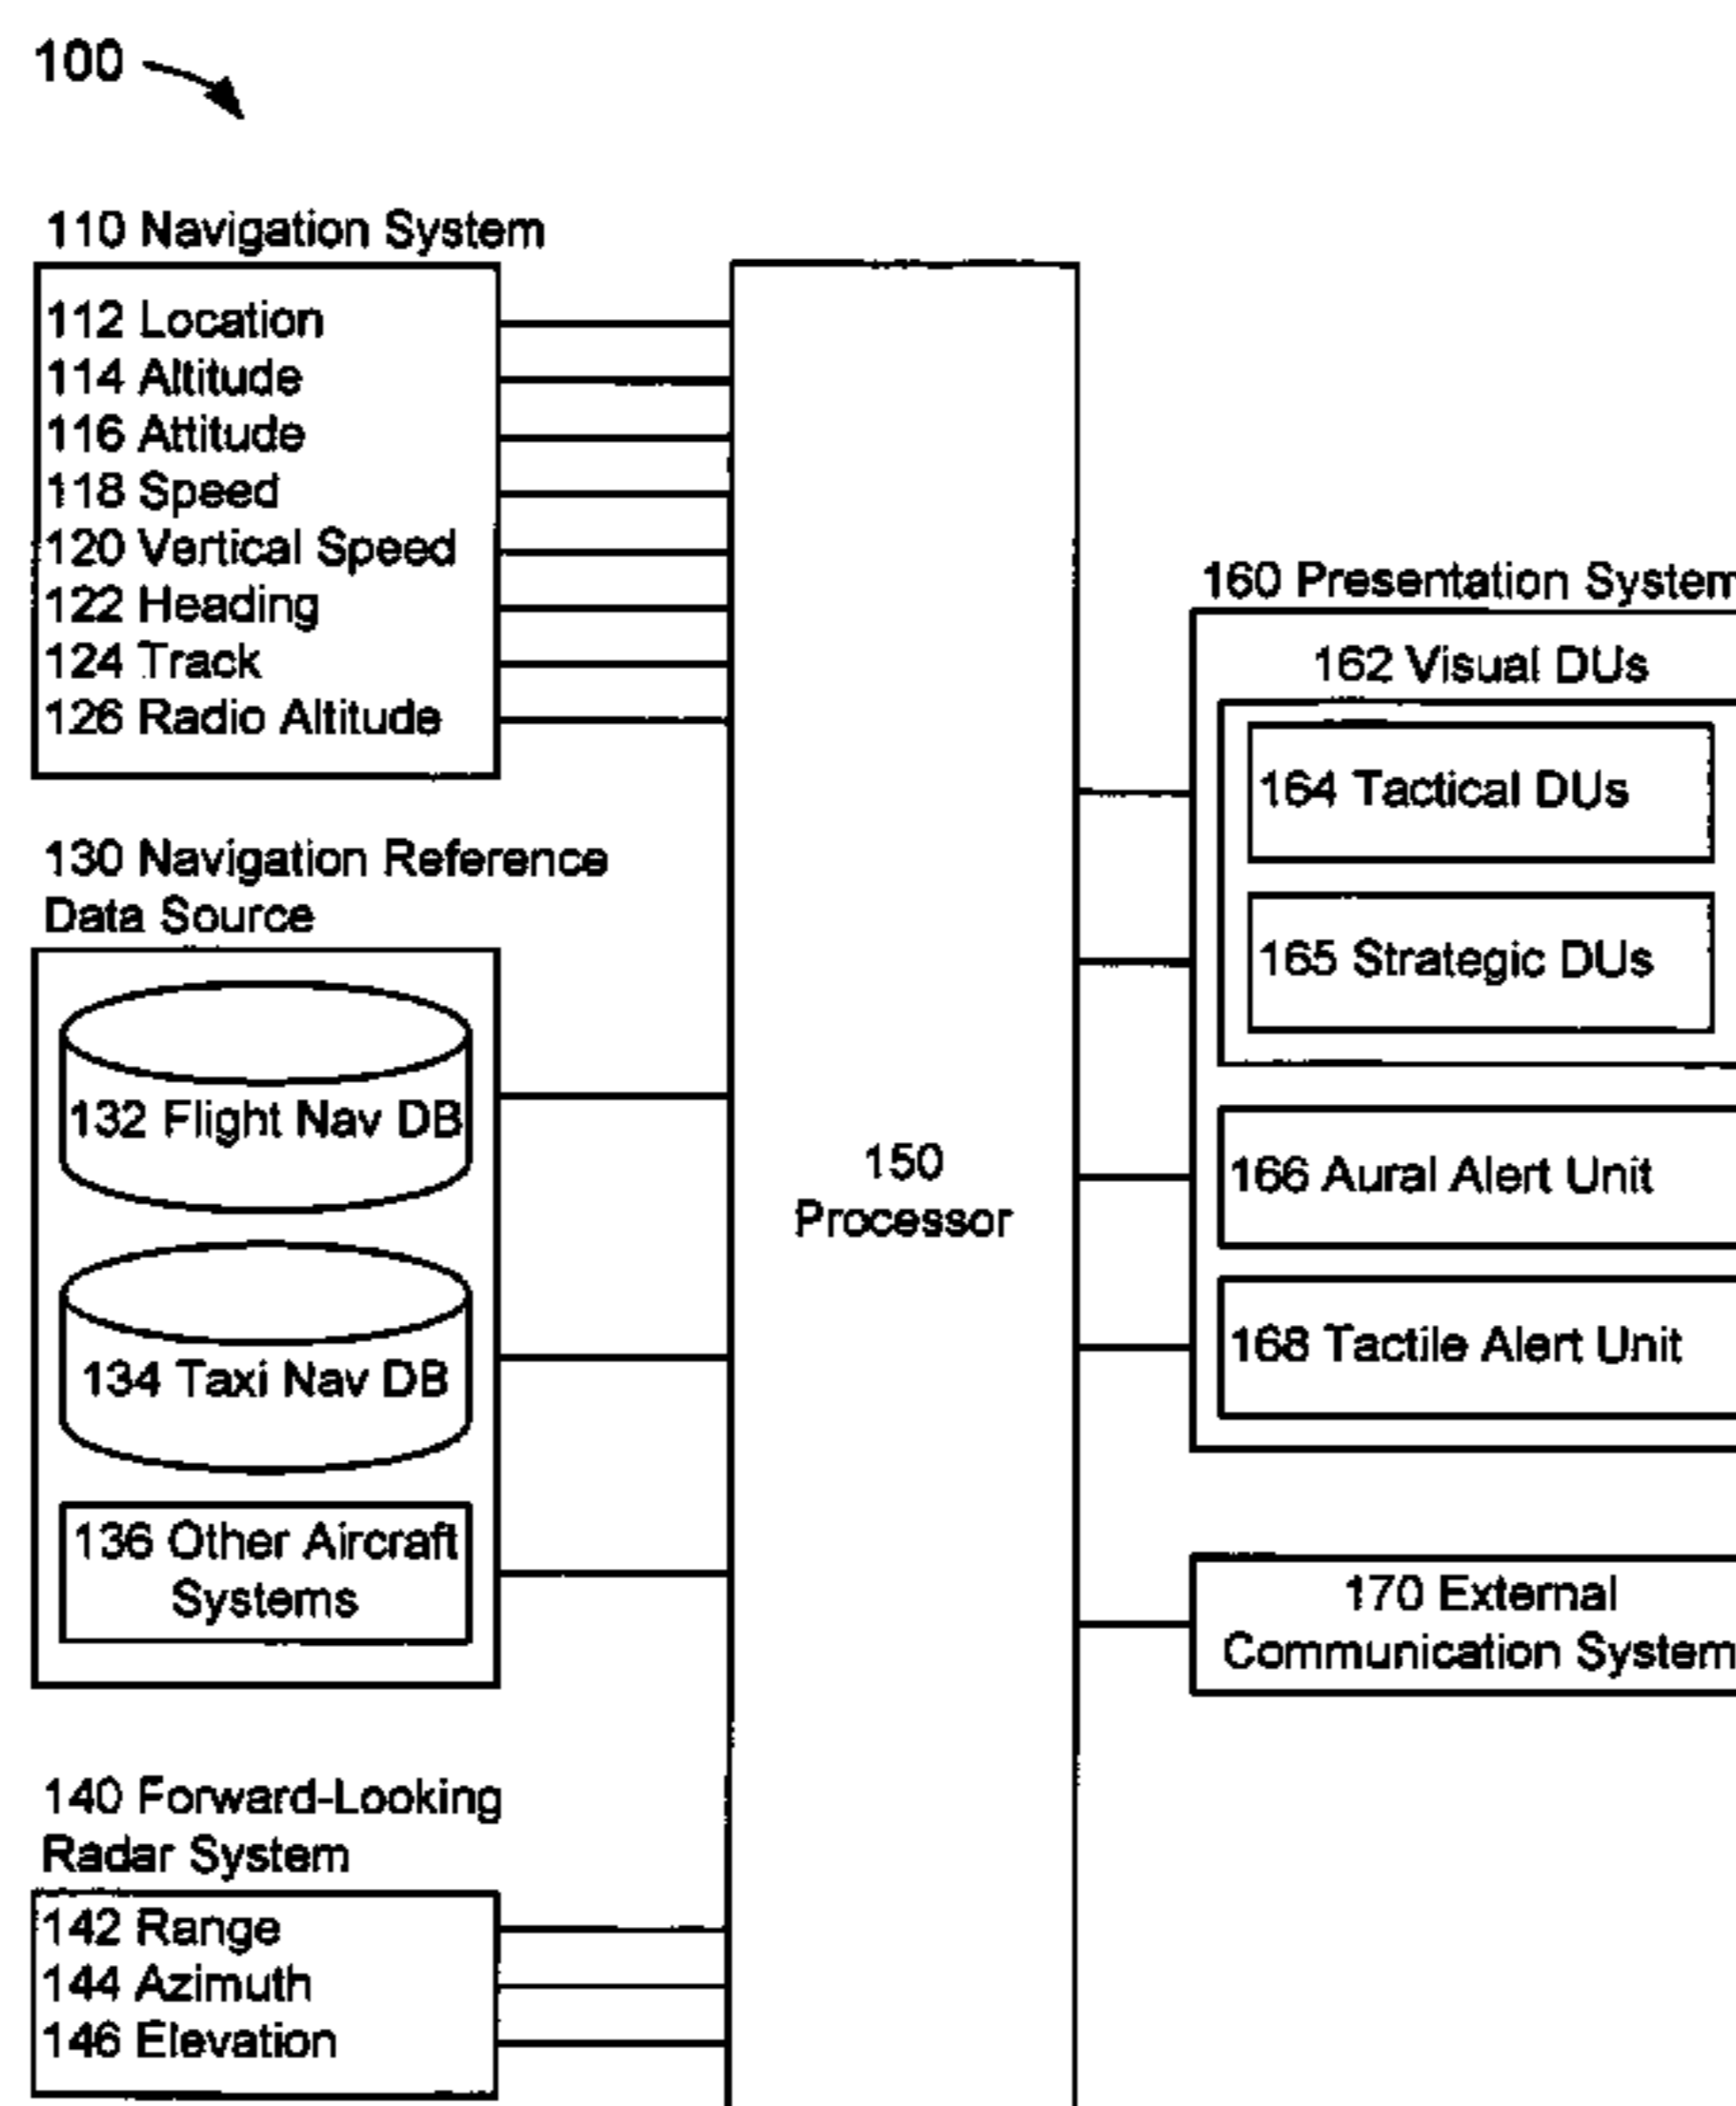 100
110 Navigation System
112 Location
114 Altitude
116 Attitude
118 Speed
120 Vertical Speed
122 Heading
124 Track
126 Radio Altitude
130 Navigation Reference
Data Source
132 Flight Nav DB
134 Taxi Nav DB
136 Other Aircraft
Systems
140 Forward-Looking
Radar System
142 Range
144 Azimuth
146 Elevation
150
Processor
160 Presentation System
162 Visual DUs
164 Tactical DUs
165 Strategic DUs
166 Aural Alert Unit
168 Tactile Alert Unit
170 External
Communication System